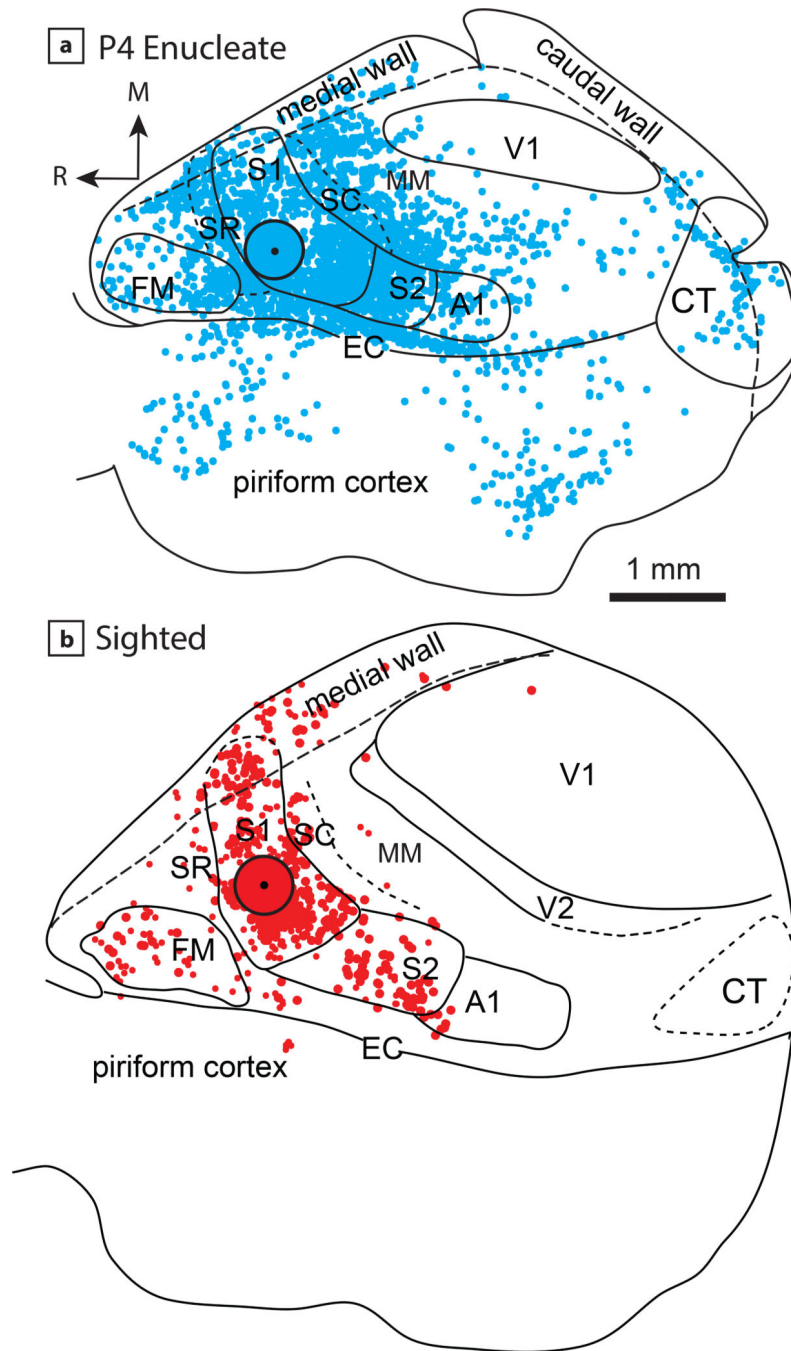 a P4 Enucleate
M
R
medial wall
caudal wall
S1
V1
MM
SC
SR
FM
S2
A1
CT
EC
piriform cortex
1 mm
b Sighted
medial wall
V1
S1
SC
MM
SR
V2
FM
S2
A1
CT
EC
piriform cortex